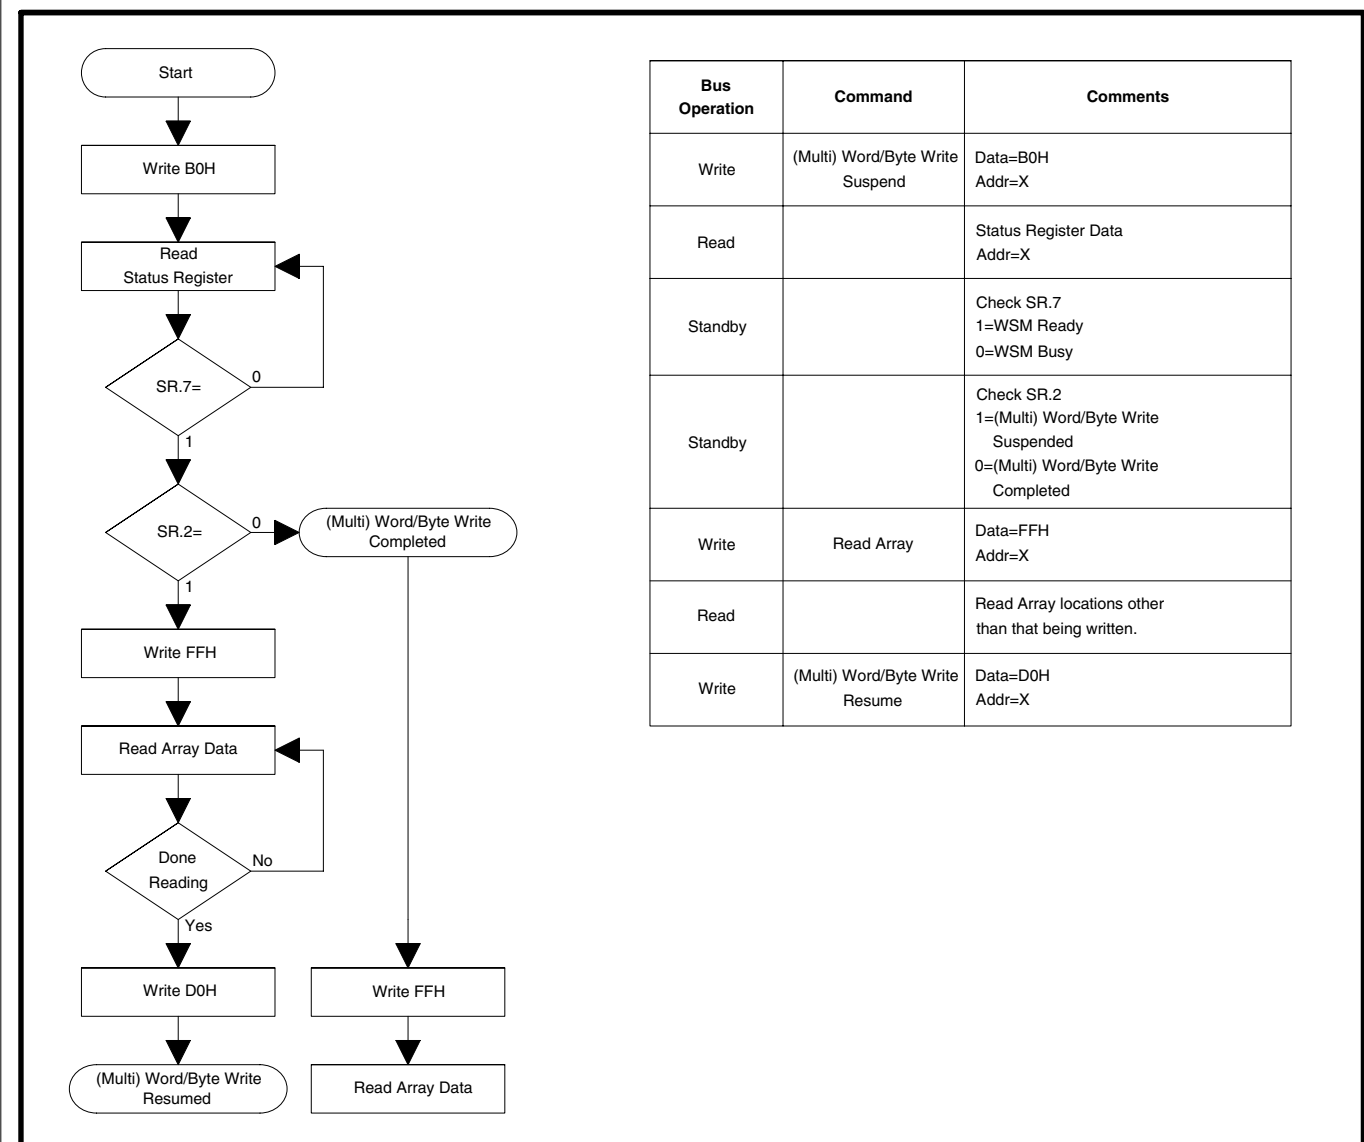 Start
Write B0H
Read
Status Register
SR.7=
0
1
SR.2=
0
(Multi) Word/Byte Write
Completed
1
Write FFH
Read Array Data
Done
Reading
No
Yes
Write D0H
(Multi) Word/Byte Write
Resumed
Write FFH
Read Array Data
Bus
Operation
Command
Comments
Write
(Multi) Word/Byte Write
Suspend
Data=B0H
Addr=X
Read
Status Register Data
Addr=X
Standby
Check SR.7
1=WSM Ready
0=WSM Busy
Standby
Check SR.2
1=(Multi) Word/Byte Write
Suspended
0=(Multi) Word/Byte Write
Completed
Write
Read Array
Data=FFH
Addr=X
Read
Read Array locations other
than that being written.
Write
(Multi) Word/Byte Write
Resume
Data=D0H
Addr=X